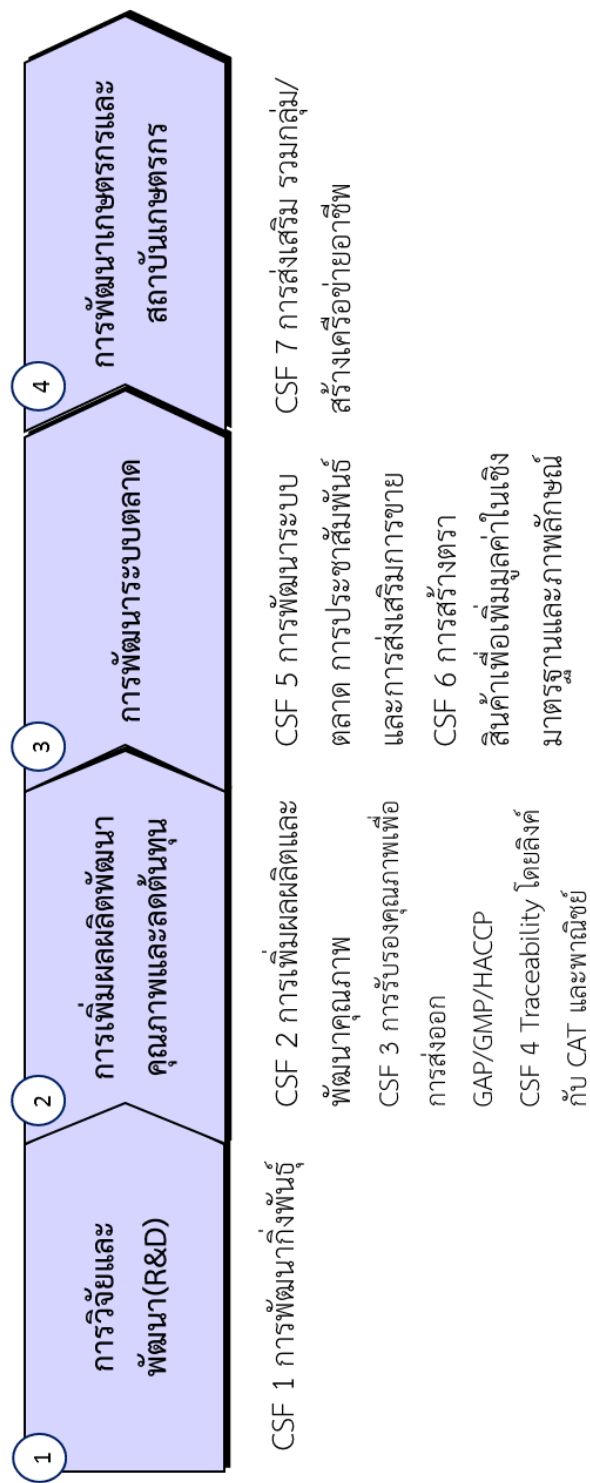 1
การวิจัยและ
พัฒนา(R&D)
CSF 1 การพัฒนากิ่งพันธุ์
2
การเพิ่มผลผลิตพัฒนา
คุณภาพและลดต้นทุน
CSF 2 การเพิ่มผลผลิตและ
พัฒนาคุณภาพ
CSF 3 การรับรองคุณภาพเพื่อ
การส่งออก
GAP/GMP/HACCP
CSF 4 Traceability โดยลิงค์
กับ CAT และพาณิชย์
3
การพัฒนาระบบตลาด
CSF 5 การพัฒนาระบบ
ตลาด การประชาสัมพันธ์
และการส่งเสริมการขาย
CSF 6 การสร้างตรา
สินค้าเพื่อเพิ่มมูลค่าในเชิง
มาตรฐานและภาพลักษณ์
4
การพัฒนาเกษตรกรและ
สถาบันเกษตรกร
CSF 7 การส่งเสริม รวมกลุ่ม/
สร้างเครือข่ายอาชีพ